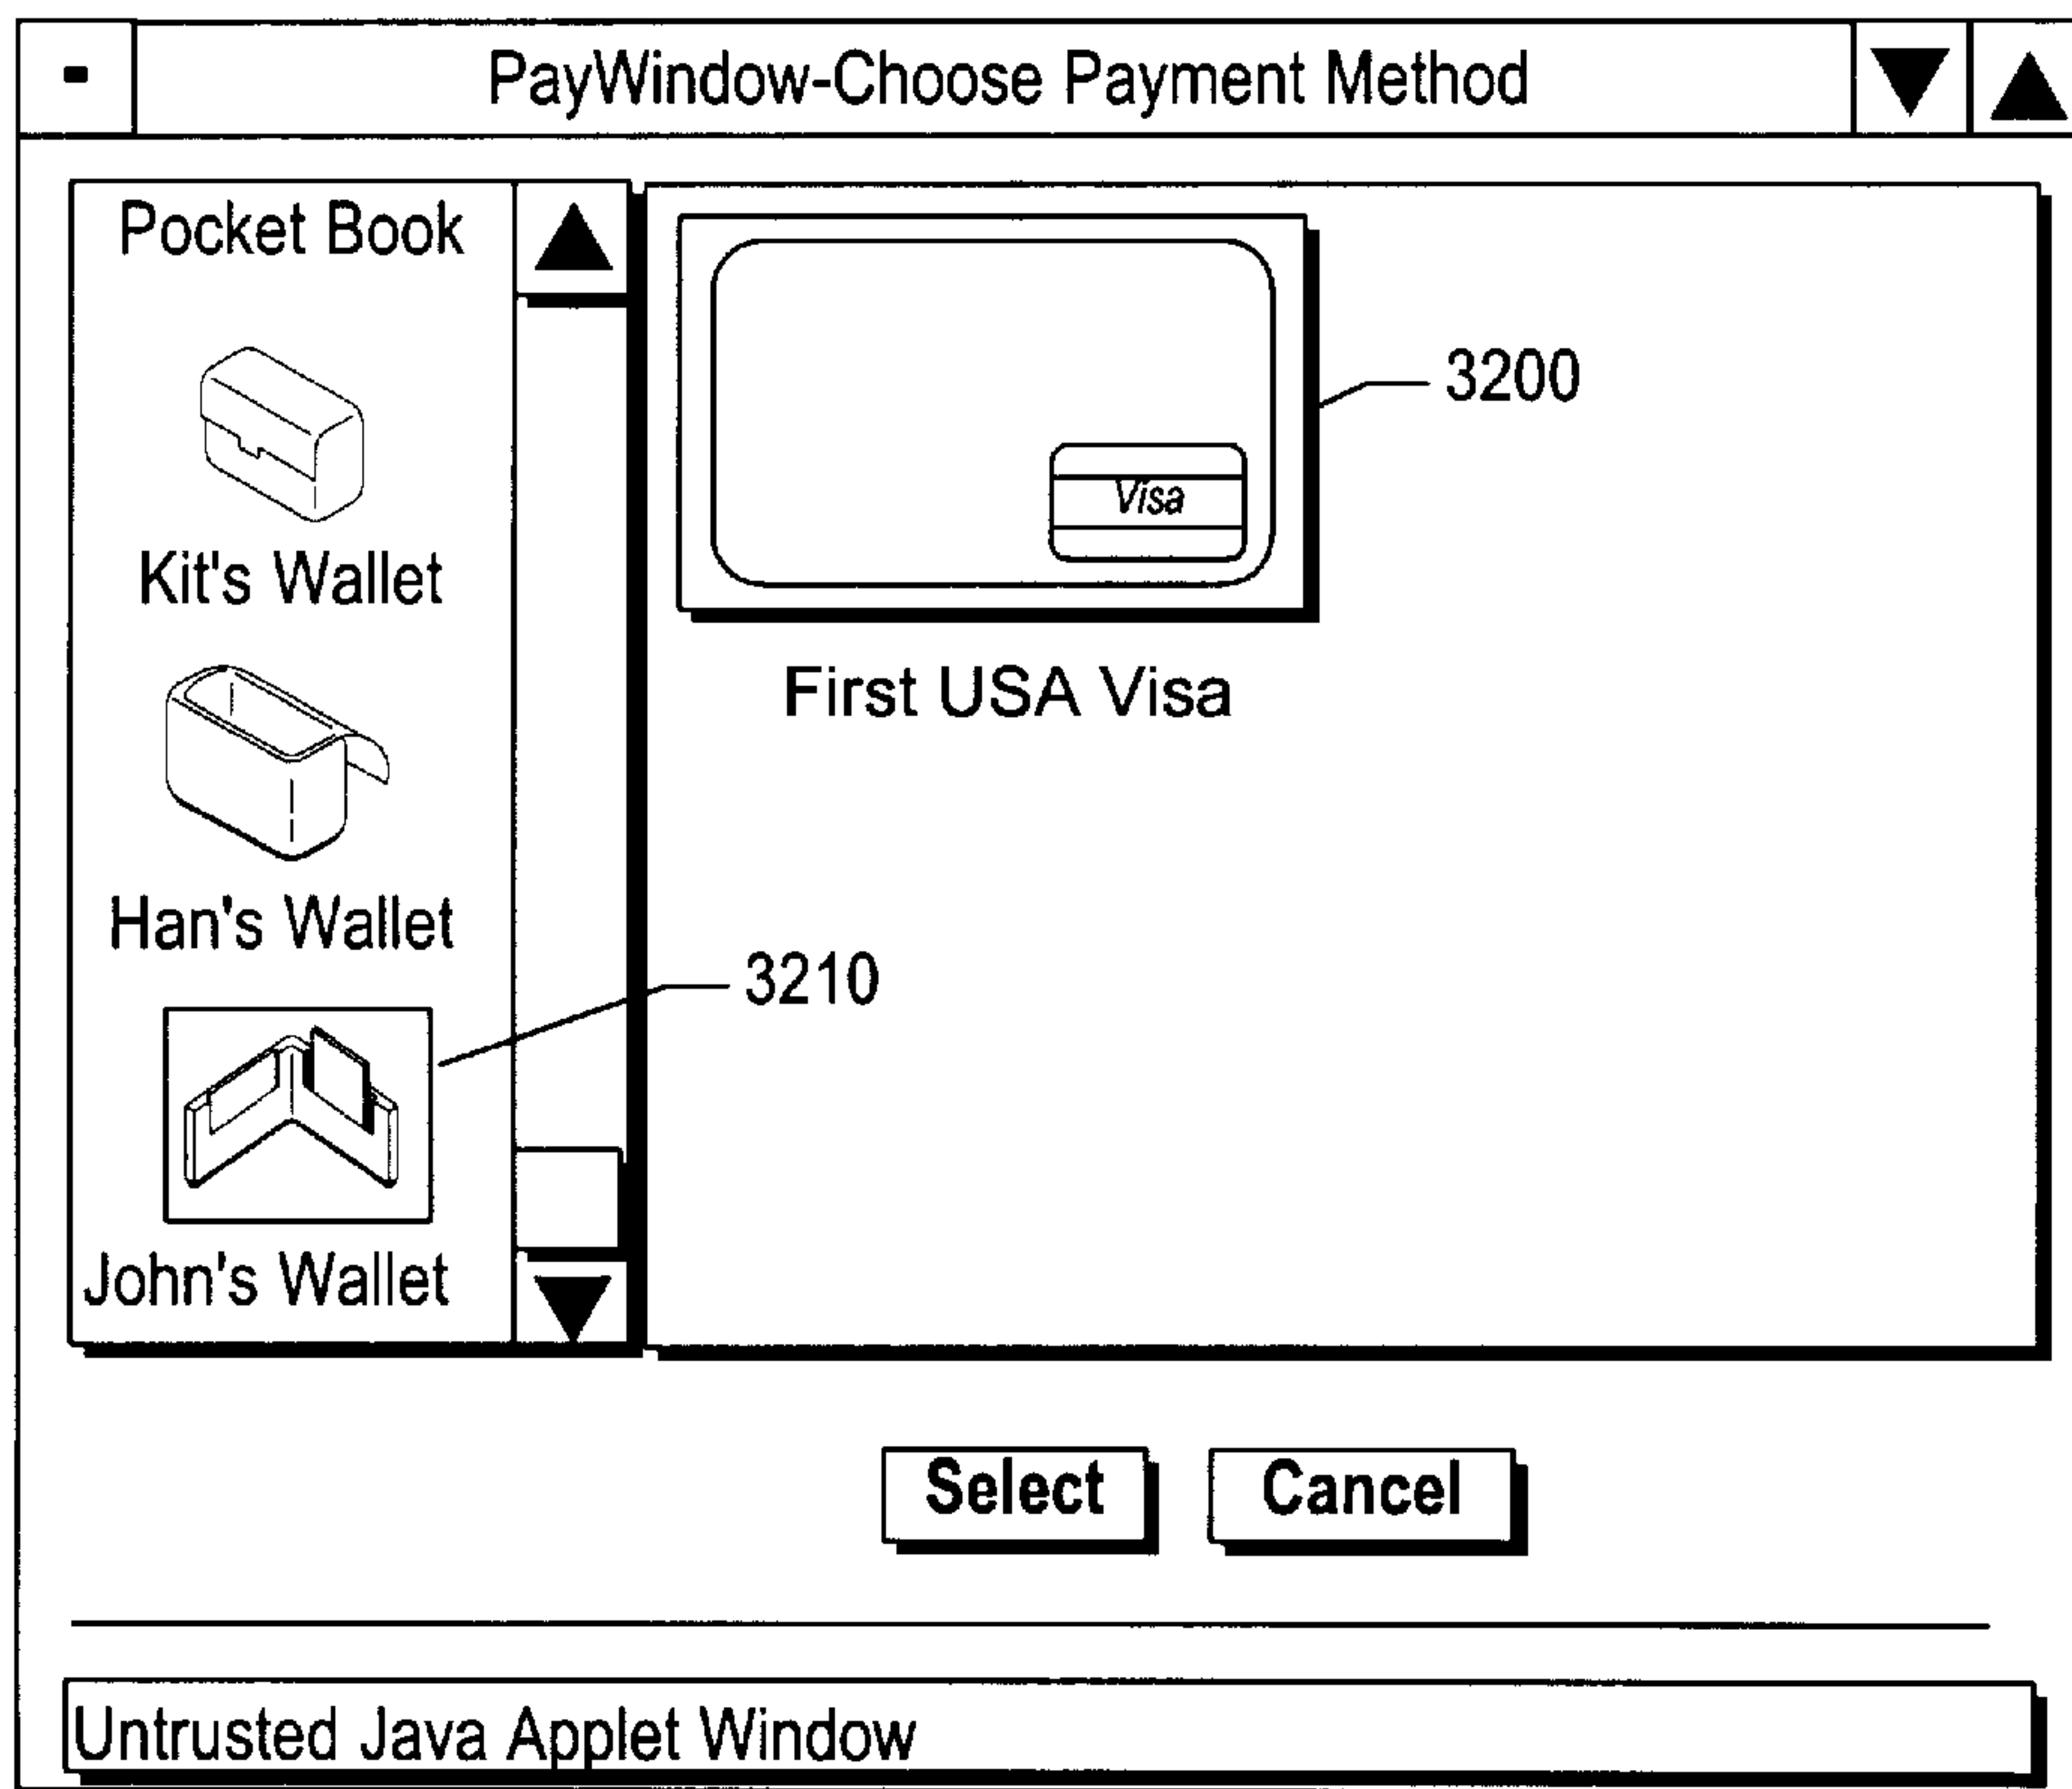 PayWindow-Choose Payment Method
Pocket Book
Kit's Wallet
Han's Wallet
3210
John's Wallet
Visa
3200
First USA Visa
Select
Cancel
Untrusted Java Applet Window